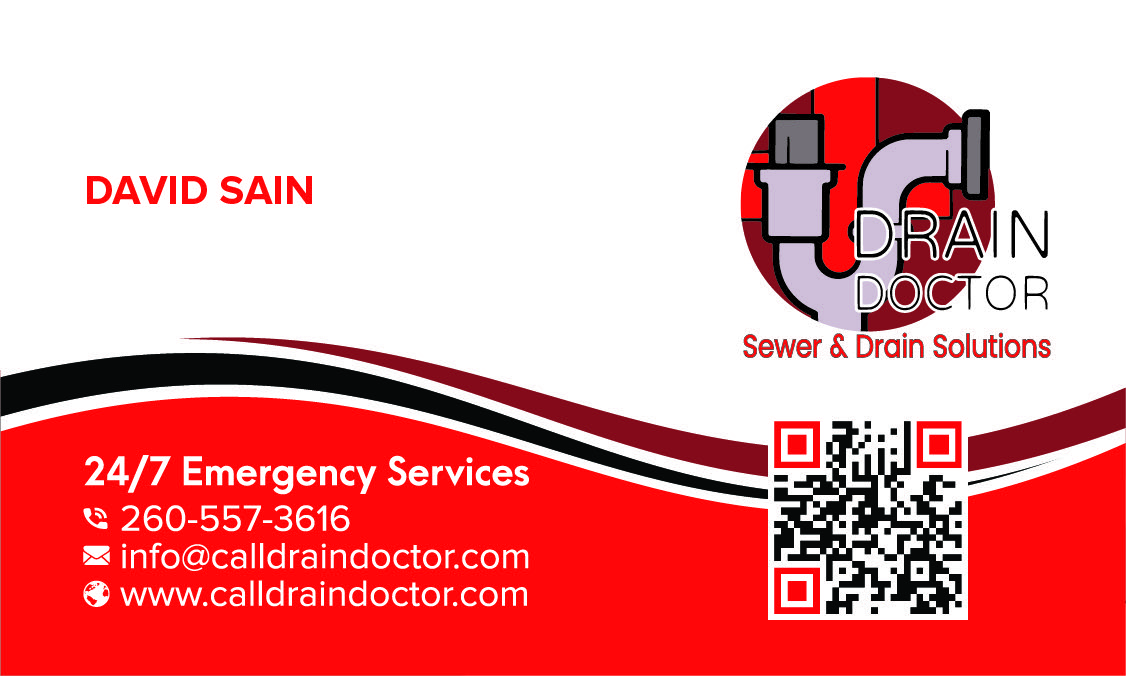 DAVID SAIN
DRAIN
DOCTOR
Sewer & Drain Solutions
24/7 Emergency Services
260-557-3616
info@calldraindoctor.com
www.calldraindoctor.com